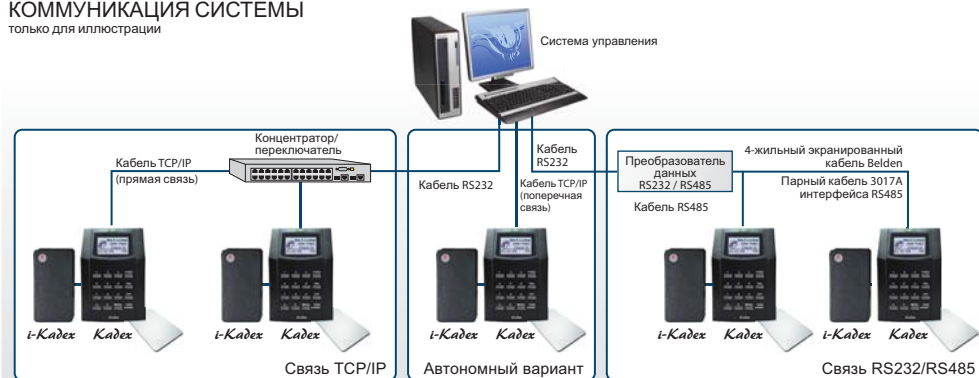 КОММУНИКАЦИЯ СИСТЕМЫ
только для иллюстрации
Система управления
Концентратор/
переключатель
Кабель TCP/IP
(прямая связь)
Кабель RS232
Кабель TCP/IP
(поперечная
связь)
Кабель
RS232
Преобразователь
данных
RS232 / RS485
Кабель RS485
4-жильный экранированный
кабель Belden
Парный кабель 3017A
интерфейса RS485
i-Kadex Kadex
i-Kadex Kadex
i-Kadex Kadex
i-Kadex Kadex
i-Kadex Kadex
Связь TCP/IP
Автономный вариант
Связь RS232/RS485